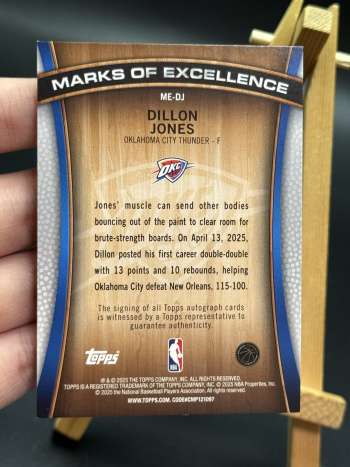 MARKS OF EXCELLENCE
ME-DJ
DILLON
JONES
OKLAHOMA CITY THUNDER - F
OKC
Jones' muscle can send other bodies
bouncing out of the paint to clear room for
brute-strength boards. On April 13, 2025,
Dillon posted his first career double-double
with 13 points and 10 rebounds, helping
Oklahoma City defeat New Orleans, 115-100.
The signing of all Topps autograph cards
is witnessed by a Topps representative to
guarantee authenticity.
topps
NBA
® & © 2025 THE TOPPS COMPANY, INC. ALL RIGHTS RESERVED.
TOPPS IS A REGISTERED TRADEMARK OF THE TOPPS COMPANY, INC. © 2025 NBA Properties, Inc.
© 2025 the National Basketball Players Association. All rights reserved.
WWW.TOPPS.COM. CODE#CMP121097